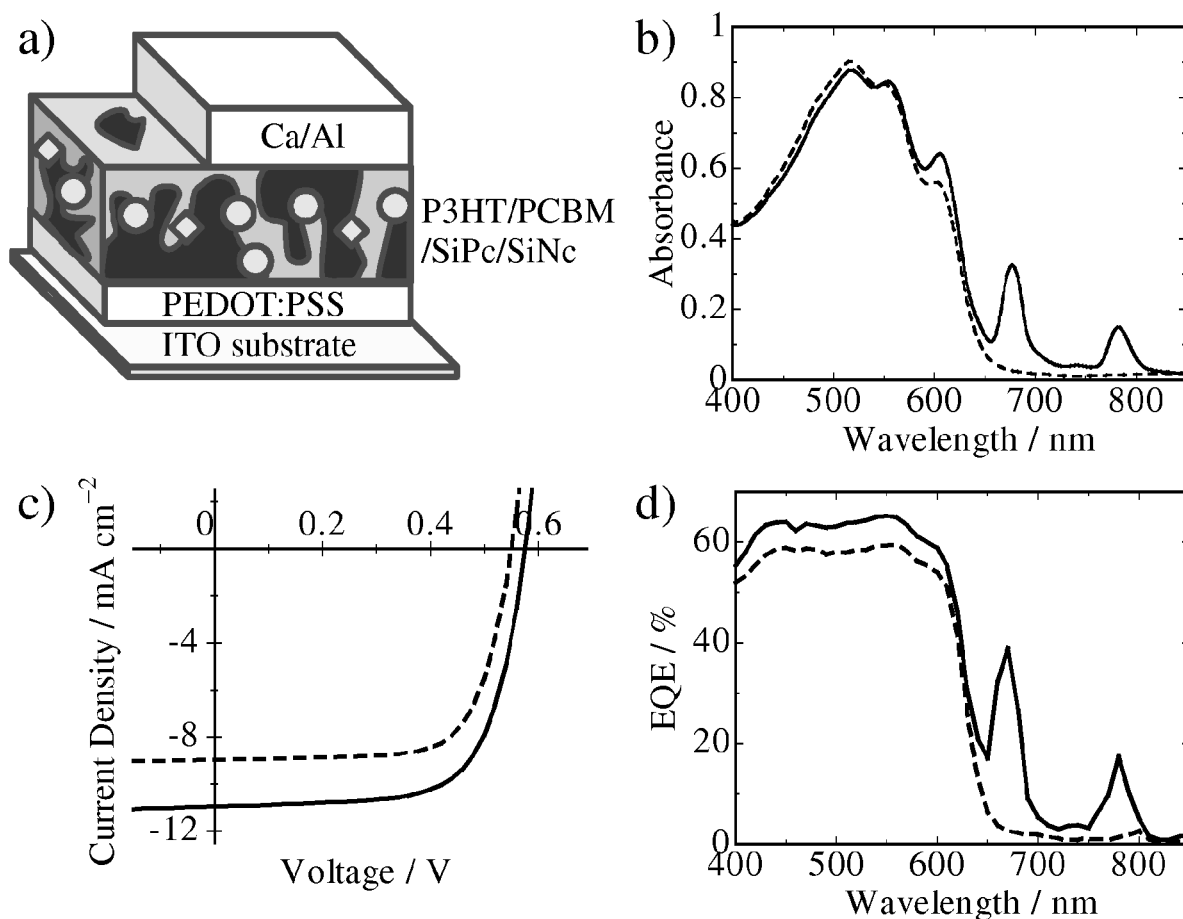 a)
Ca/Al
P3HT/PCBM
/SiPc/SiNc
PEDOT:PSS
ITO substrate
b)
Absorbance
1
0.8
0.6
0.4
0.2
0
400 500 600 700 800
Wavelength / nm
c)
0 0.2 0.4 0.6
Current Density / mA cm⁻²
-4
-8
-12
Voltage / V
d)
EQE / %
60
40
20
0
400 500 600 700 800
Wavelength / nm